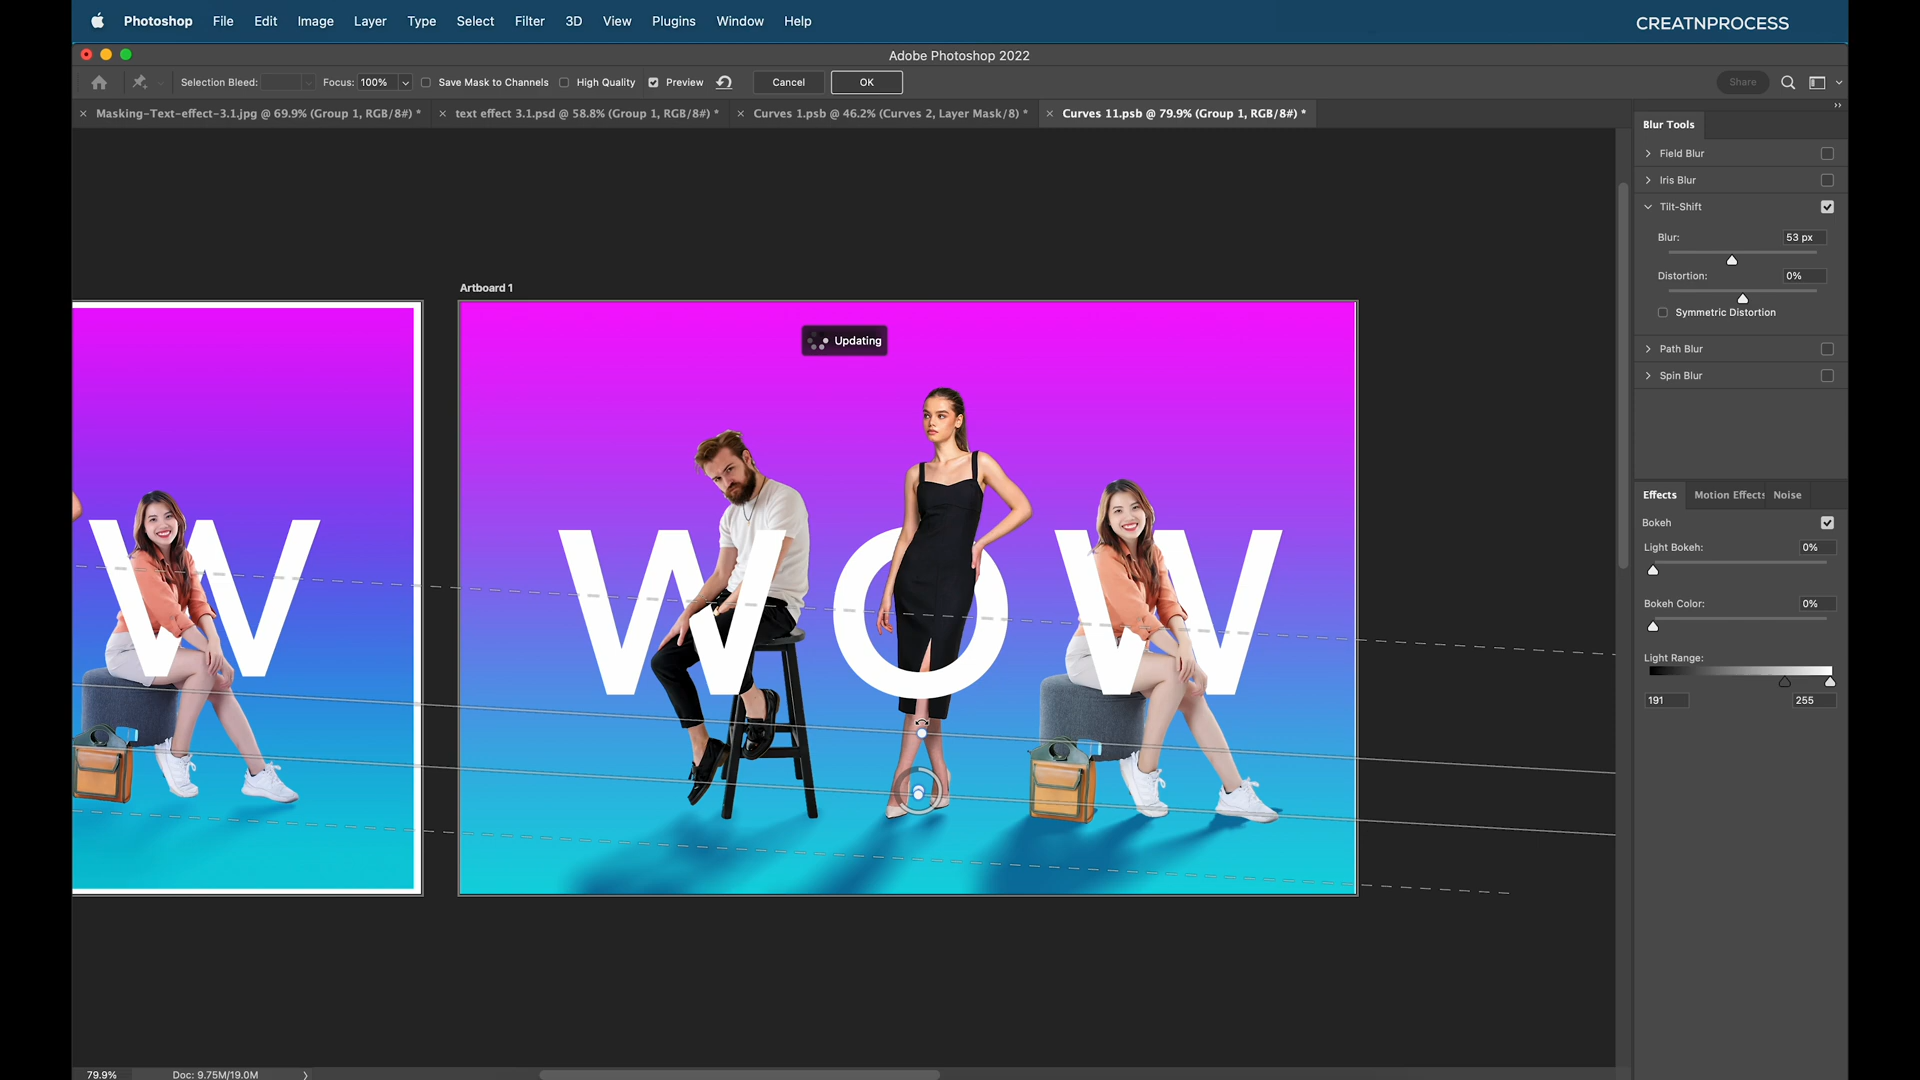 Photoshop File Edit Image Layer Type Select Filter 3D View Plugins Window Help
CREATNPROCESS
Adobe Photoshop 2022
Selection Bleed: Focus: 100% Save Mask to Channels High Quality Preview Cancel OK Share
× Masking-Text-effect-3.1.jpg @ 69.9% (Group 1, RGB/8#) * × text effect 3.1.psd @ 58.8% (Group 1, RGB/8#) * × Curves 1.psb @ 46.2% (Curves 2, Layer Mask/8) * × Curves 11.psb @ 79.9% (Group 1, RGB/8#) *
Blur Tools
Field Blur
Iris Blur
Tilt-Shift
Blur: 53 px
Distortion: 0%
Symmetric Distortion
Path Blur
Spin Blur
Artboard 1
Updating
W
WOW
Effects Motion Effects Noise
Bokeh
Light Bokeh: 0%
Bokeh Color: 0%
Light Range:
191 255
79.9% Doc: 9.75M/19.0M